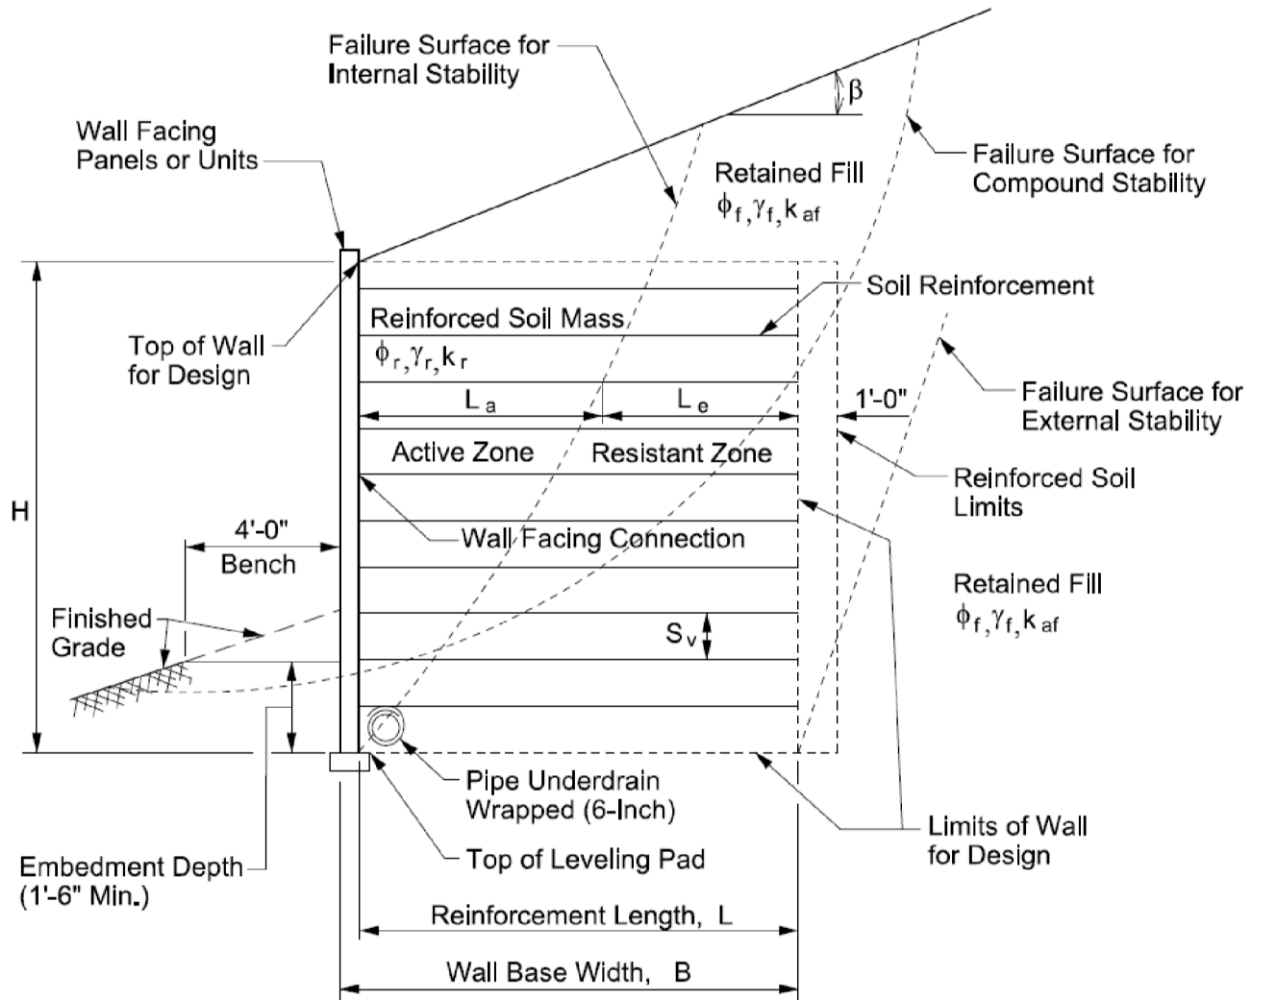 Failure Surface for
Internal Stability
β
Wall Facing
Panels or Units
Failure Surface for
Compound Stability
Retained Fill
ϕf,γf,kaf
Soil Reinforcement
Reinforced Soil Mass
ϕr,γr,kr
Top of Wall
for Design
La
Le
1'-0"
Failure Surface for
External Stability
Active Zone
Resistant Zone
Reinforced Soil
Limits
H
4'-0"
Bench
Wall Facing Connection
Retained Fill
ϕf,γf,kaf
Finished
Grade
Sv
Pipe Underdrain
Wrapped (6-Inch)
Limits of Wall
for Design
Top of Leveling Pad
Embedment Depth
(1'-6" Min.)
Reinforcement Length, L
Wall Base Width, B